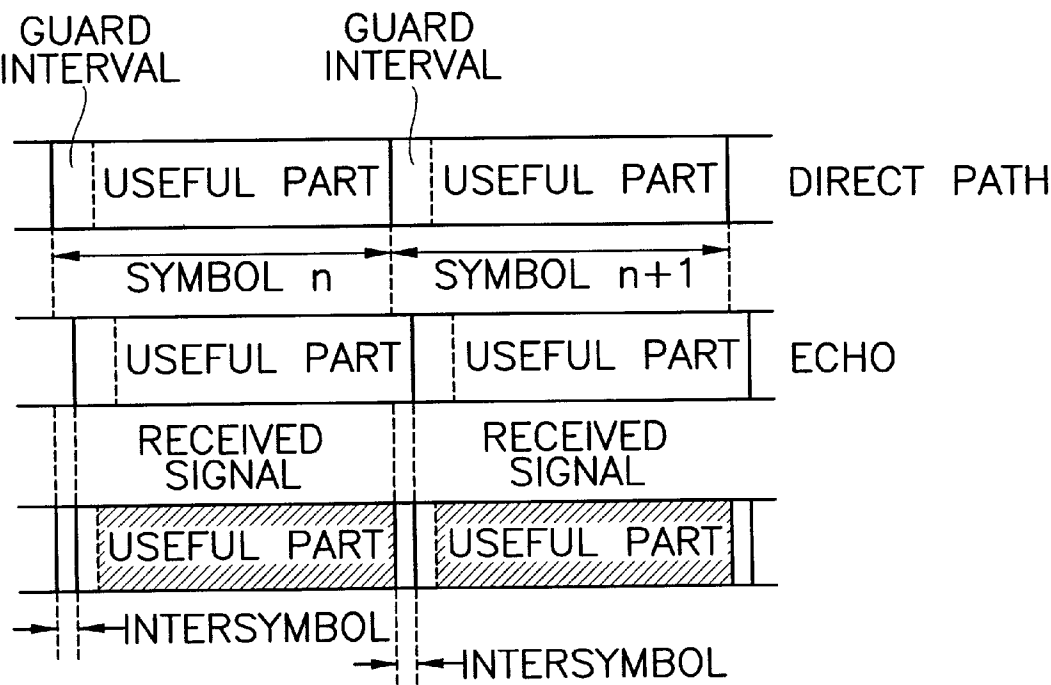 GUARD
INTERVAL
GUARD
INTERVAL
USEFUL PART
USEFUL PART
DIRECT PATH
SYMBOL n
SYMBOL n+1
USEFUL PART
USEFUL PART
ECHO
RECEIVED
SIGNAL
RECEIVED
SIGNAL
USEFUL PART
USEFUL PART
INTERSYMBOL
INTERSYMBOL